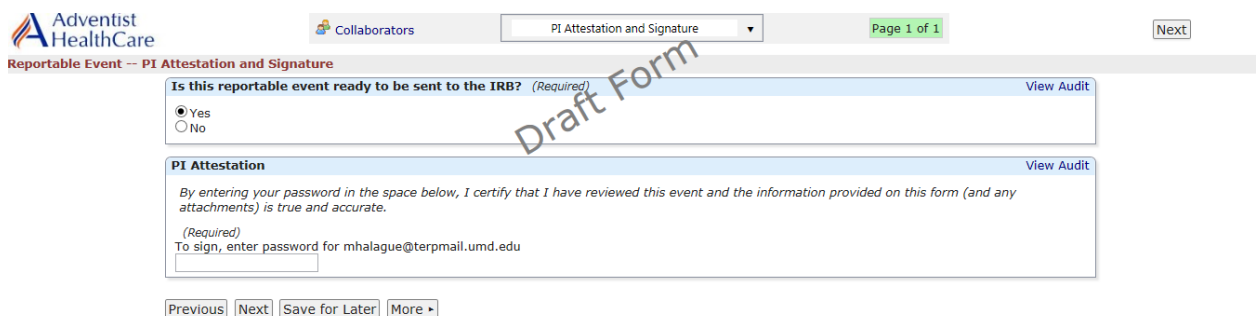 Adventist
HealthCare
Collaborators
PI Attestation and Signature
Page 1 of 1
Next
Reportable Event -- PI Attestation and Signature
Draft Form
Is this reportable event ready to be sent to the IRB? (Required)
View Audit
Yes
No
PI Attestation
View Audit
By entering your password in the space below, I certify that I have reviewed this event and the information provided on this form (and any
attachments) is true and accurate.
(Required)
To sign, enter password for mhalague@terpmail.umd.edu
Previous Next Save for Later More ▸